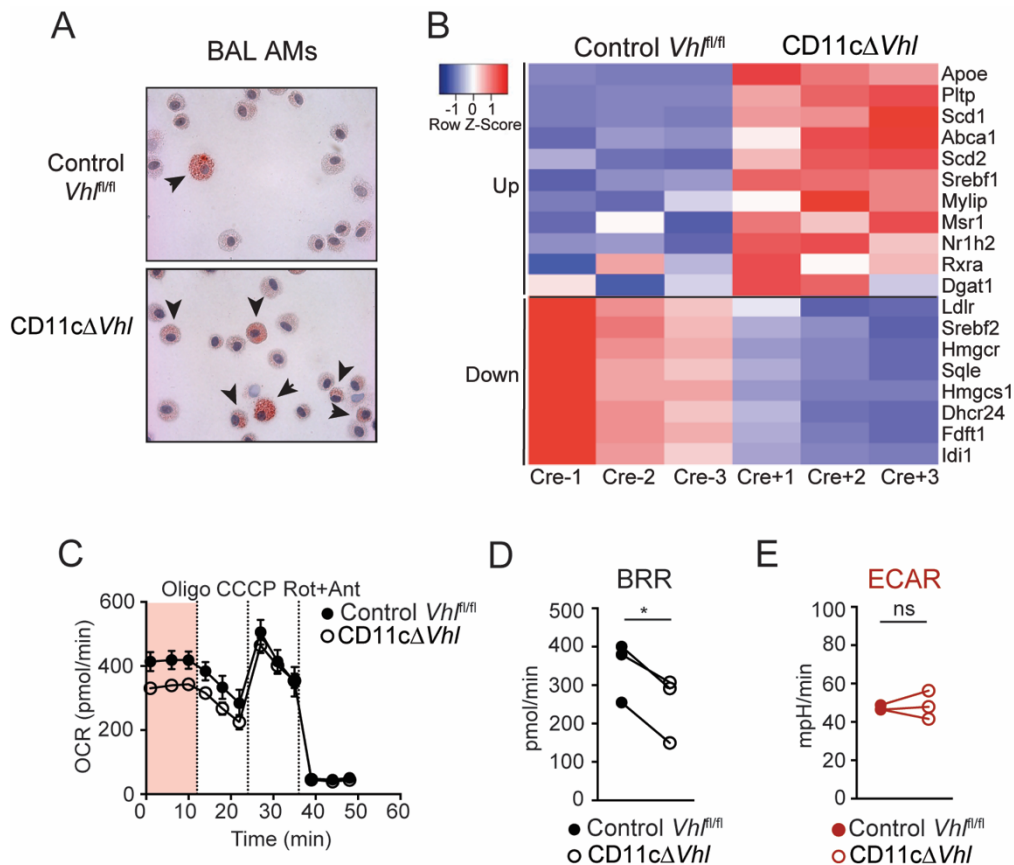 A
BAL AMs
Control
Vhlfl/fl
CD11cΔVhl
B
Control Vhlfl/fl
CD11cΔVhl
-1 0 1
Row Z-Score
Up
Down
Apoe
Pltp
Scd1
Abca1
Scd2
Srebf1
Mylip
Msr1
Nr1h2
Rxra
Dgat1
Ldlr
Srebf2
Hmgcr
Sqle
Hmgcs1
Dhcr24
Fdft1
Idi1
Cre-1 Cre-2 Cre-3 Cre+1 Cre+2 Cre+3
C
Oligo CCCP Rot+Ant
Control Vhlfl/fl
CD11cΔVhl
OCR (pmol/min)
600
400
200
0
0 10 20 30 40 50 60
Time (min)
D
BRR
*
pmol/min
500
400
300
200
100
0
Control Vhlfl/fl
CD11cΔVhl
E
ECAR
ns
mpH/min
100
80
60
40
20
0
Control Vhlfl/fl
CD11cΔVhl